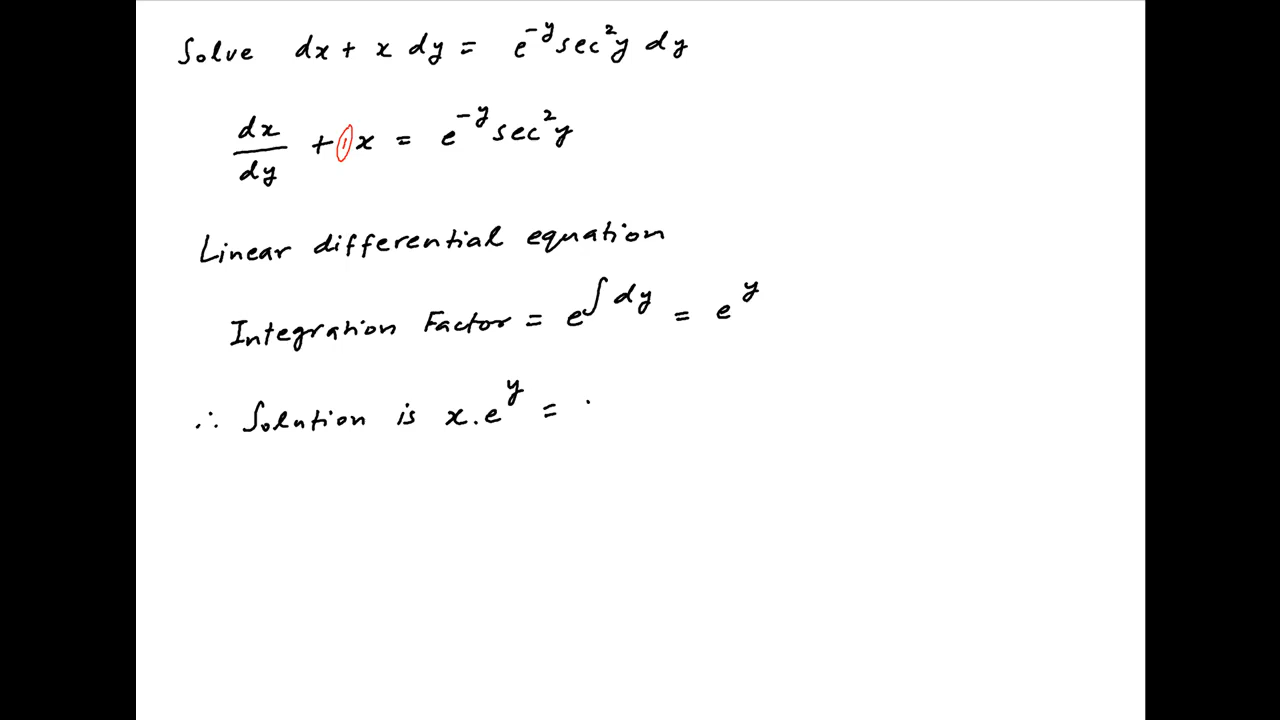 Solve dx + x dy = e^{-y} sec^2 y dy
dx/dy + 1x = e^{-y} sec^2 y
Linear differential equation
Integration Factor = e^{∫ dy} = e^y
∴ Solution is x.e^y =